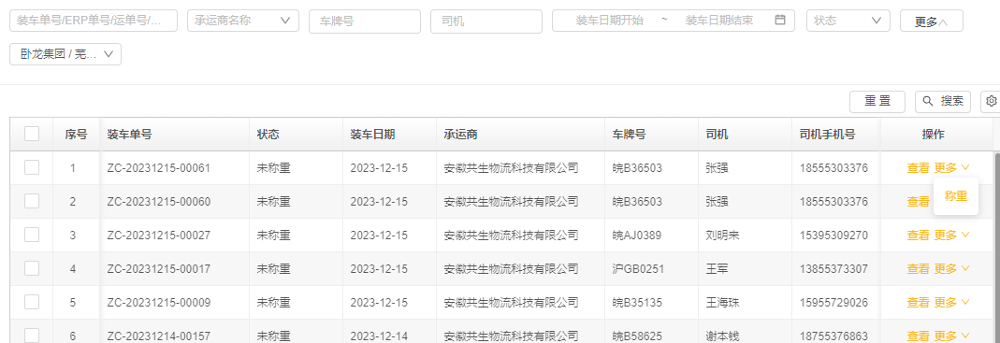 装车单号/ERP单号/运单号/... 承运商名称 车牌号 司机 装车日期开始 ~ 装车日期结束 状态 更多
卧龙集团 / 芜...
重 置 搜索
序号 装车单号 状态 装车日期 承运商 车牌号 司机 司机手机号 操作
1 ZC-20231215-00061 未称重 2023-12-15 安徽共生物流科技有限公司 皖B36503 张强 18555303376 查看 更多
2 ZC-20231215-00060 未称重 2023-12-15 安徽共生物流科技有限公司 皖B36503 张强 18555303376 查看 称重
3 ZC-20231215-00027 未称重 2023-12-15 安徽共生物流科技有限公司 皖AJ0389 刘明来 15395309270 查看 更多
4 ZC-20231215-00017 未称重 2023-12-15 安徽共生物流科技有限公司 沪GB0251 王军 13855373307 查看 更多
5 ZC-20231215-00009 未称重 2023-12-15 安徽共生物流科技有限公司 皖B35135 王海珠 15955729026 查看 更多
6 ZC-20231214-00157 未称重 2023-12-14 安徽共生物流科技有限公司 皖B58625 谢本钱 18755376863 查看 更多